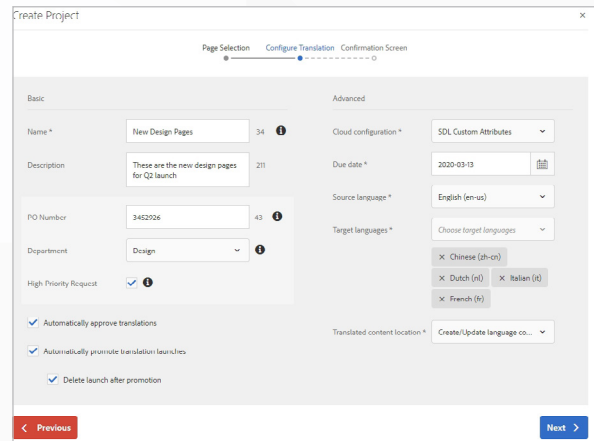 Create Project
×
Page Selection Configure Translation Confirmation Screen
Basic
Name *
New Design Pages
34
Description
These are the new design pages
for Q2 launch
211
PO Number
3452926
43
Department
Design
High Priority Request
Automatically approve translations
Automatically promote translation launches
Delete launch after promotion
Advanced
Cloud configuration *
SDL Custom Attributes
Due date *
2020-03-13
Source language *
English (en-us)
Target languages *
Choose target languages
× Chinese (zh-cn)
× Dutch (nl) × Italian (it)
× French (fr)
Translated content location *
Create/Update language co...
< Previous
Next >